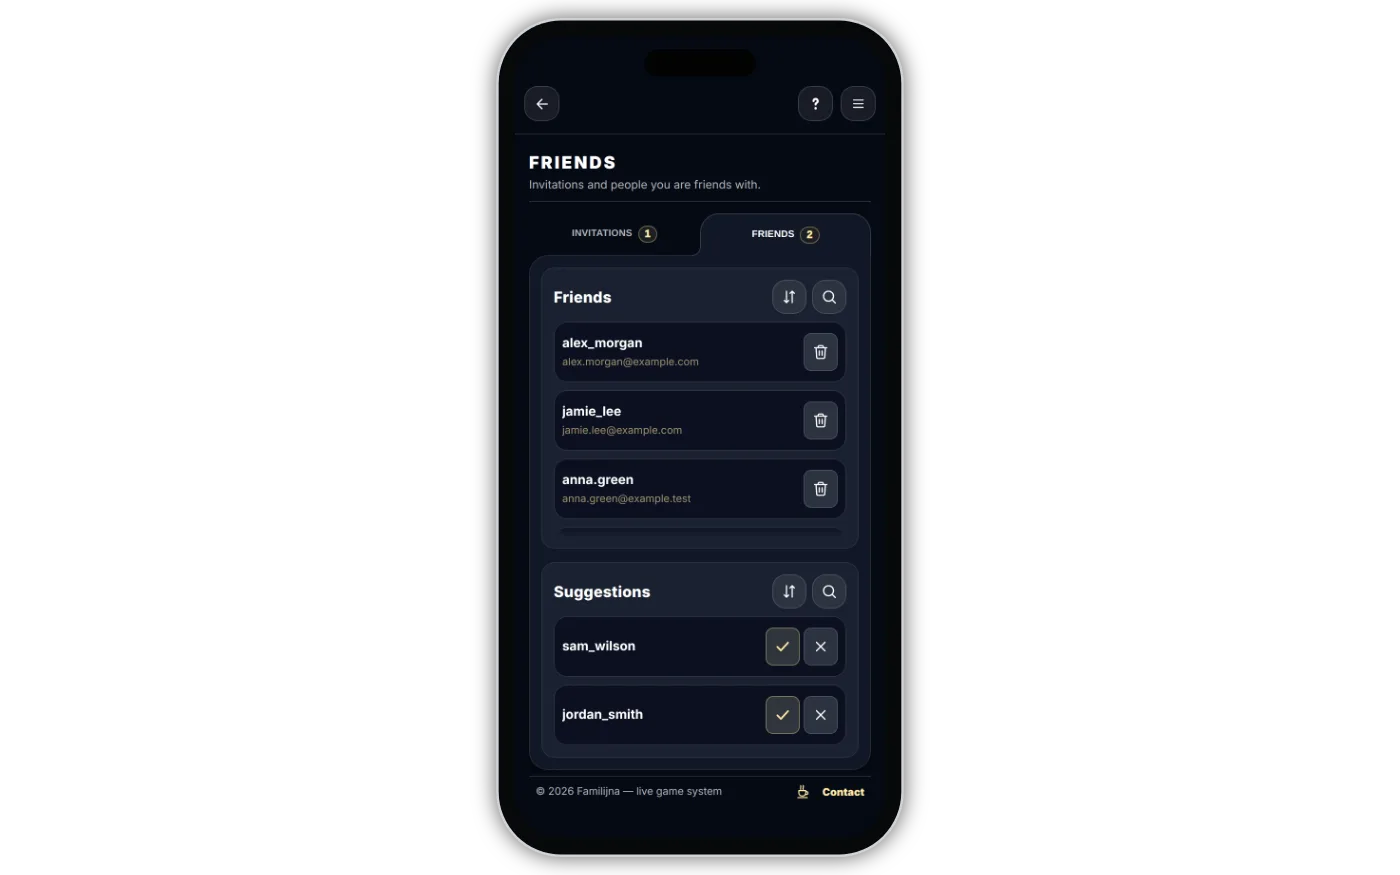 ?
FRIENDS
Invitations and people you are friends with.
INVITATIONS 1
FRIENDS 2
Friends
alex_morgan
alex.morgan@example.com
jamie_lee
jamie.lee@example.com
anna.green
anna.green@example.test
Suggestions
sam_wilson
jordan_smith
© 2026 Familijna — live game system
Contact